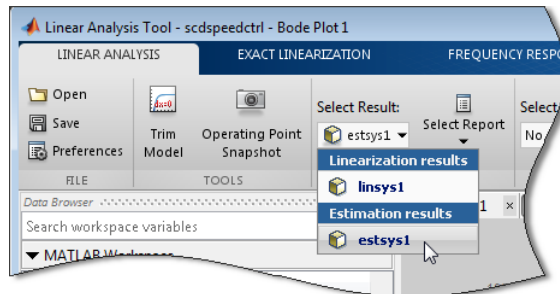 Linear Analysis Tool - scdspeedctrl - Bode Plot 1
LINEAR ANALYSIS EXACT LINEARIZATION FREQUENCY RESPO
Open
Save
Preferences
FILE
Trim Model
Operating Point Snapshot
TOOLS
Select Result:
estsys1
Select Report
Select
No
Linearization results
linsys1
Estimation results
estsys1
1 ×
Data Browser
Search workspace variables
MATLAB Workspace